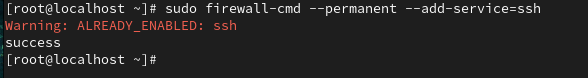 [root@localhost ~]# sudo firewall-cmd --permanent --add-service=ssh
Warning: ALREADY_ENABLED: ssh
success
[root@localhost ~]#